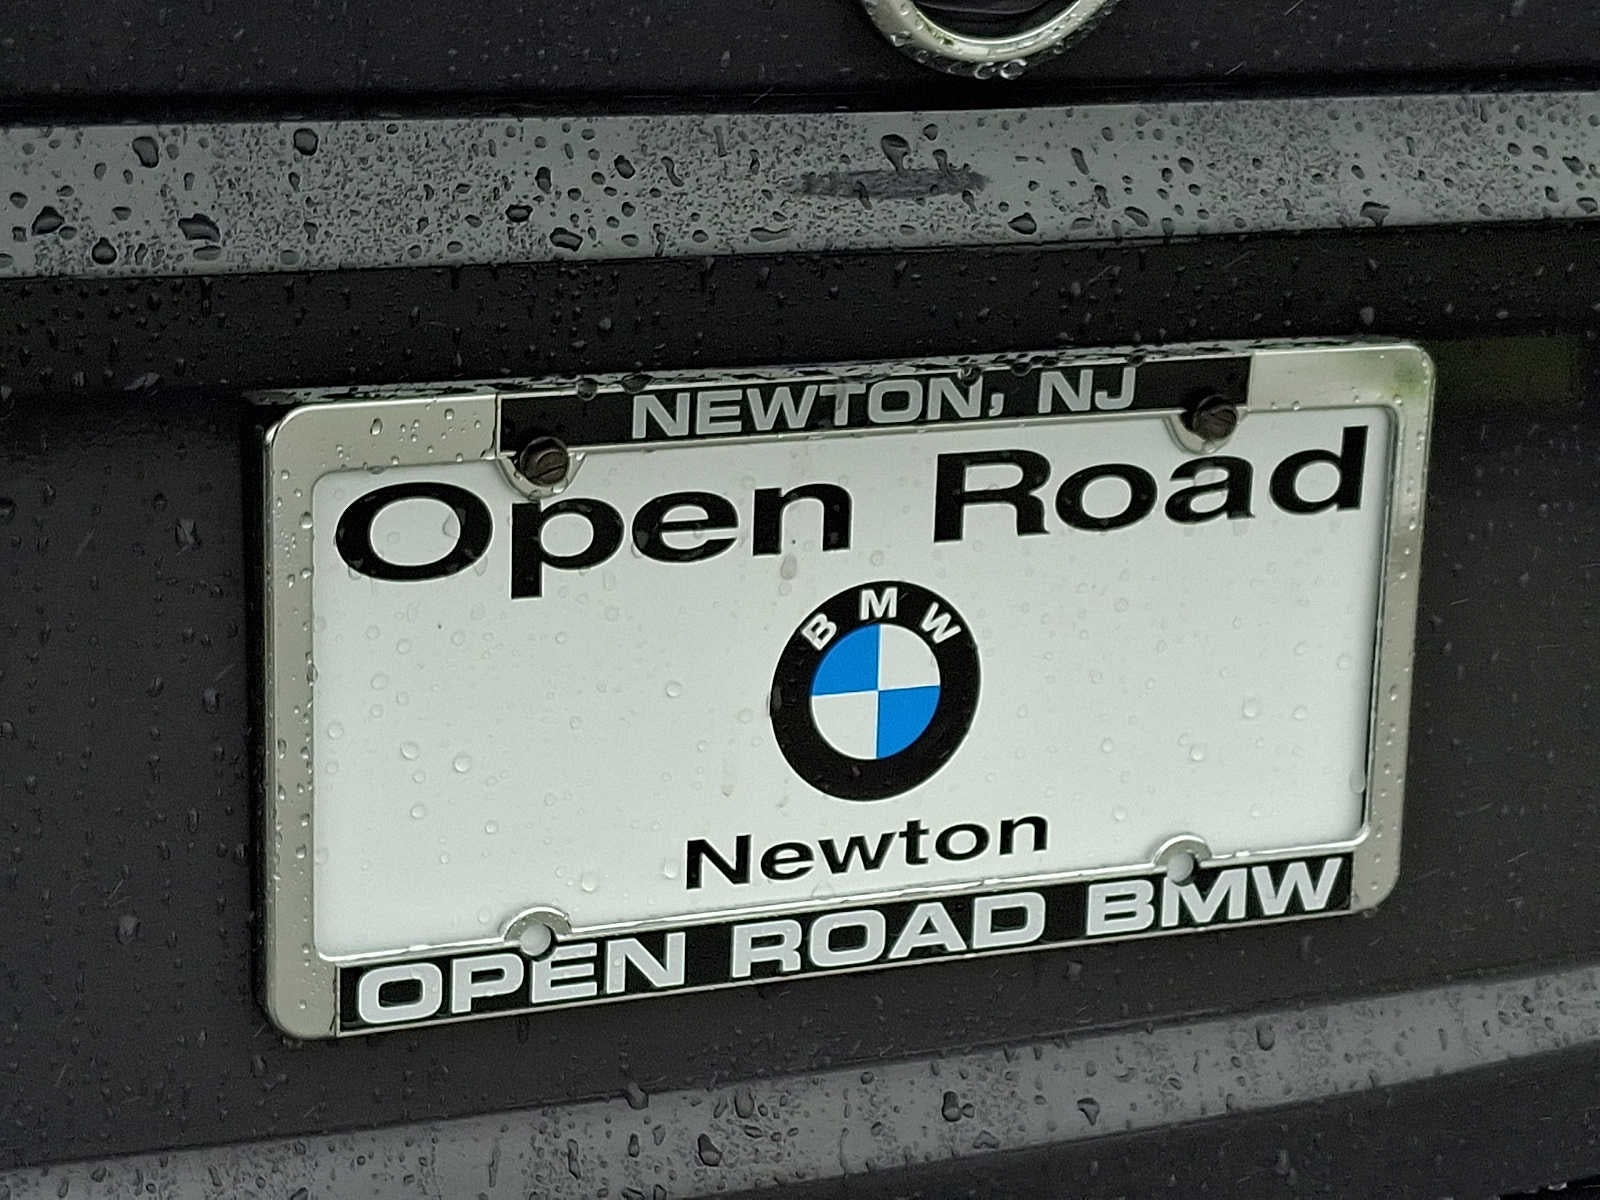 NEWTON, NJ
Open Road
BMW
Newton
OPEN ROAD BMW